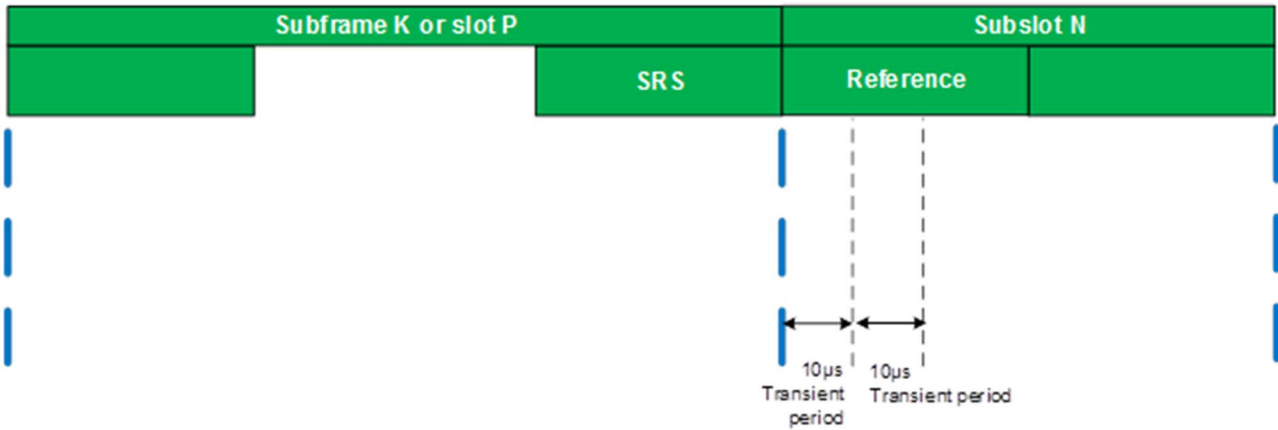 Subframe K or slot P
Subslot N
SRS
Reference
10µs
Transient
period
10µs
Transient period